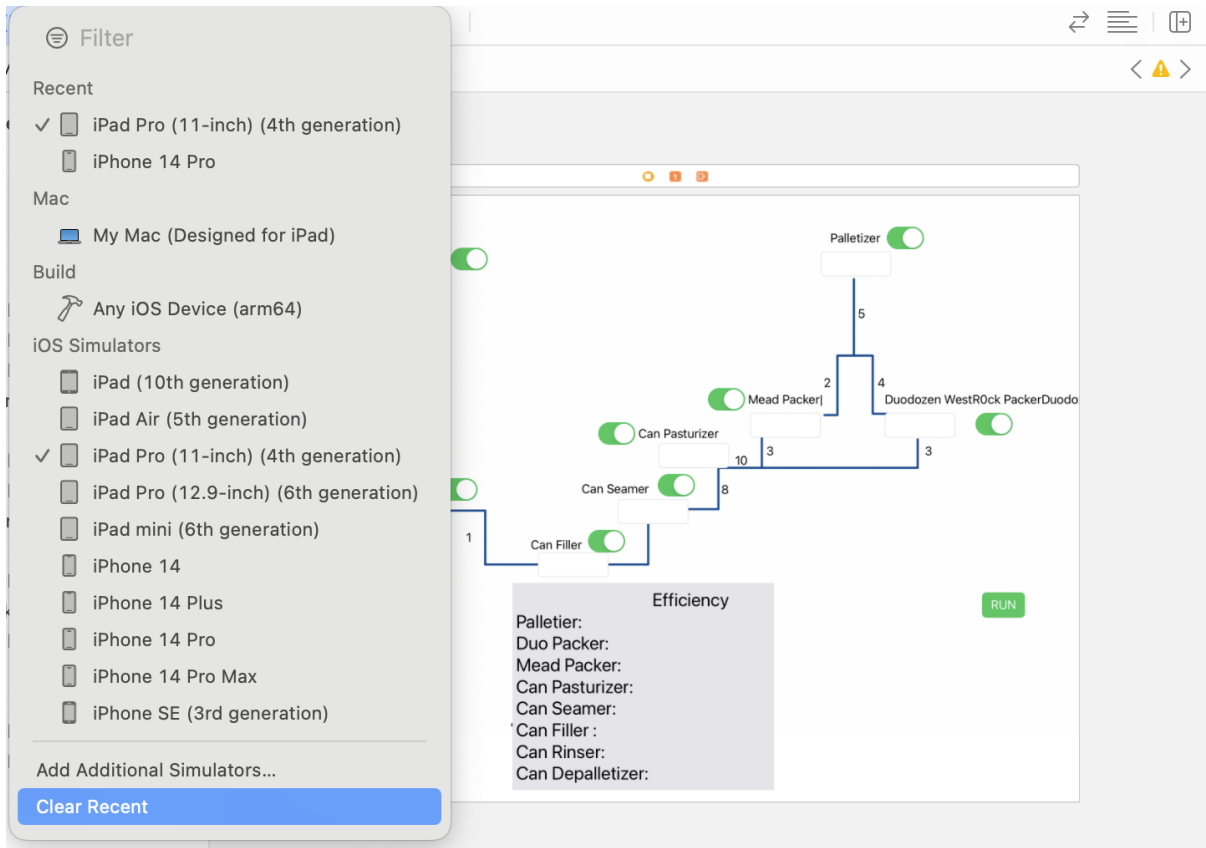 Filter
Recent
iPad Pro (11-inch) (4th generation)
iPhone 14 Pro
Mac
My Mac (Designed for iPad)
Build
Any iOS Device (arm64)
iOS Simulators
iPad (10th generation)
iPad Air (5th generation)
iPad Pro (11-inch) (4th generation)
iPad Pro (12.9-inch) (6th generation)
iPad mini (6th generation)
iPhone 14
iPhone 14 Plus
iPhone 14 Pro
iPhone 14 Pro Max
iPhone SE (3rd generation)
Add Additional Simulators...
Clear Recent
Palletizer
5
2
4
Mead Packer|
Duodozen WestR0ck PackerDuodo
Can Pasturizer
3
3
10
Can Seamer
8
1
Can Filler
Efficiency
RUN
Palletier:
Duo Packer:
Mead Packer:
Can Pasturizer:
Can Seamer:
Can Filler :
Can Rinser:
Can Depalletizer: